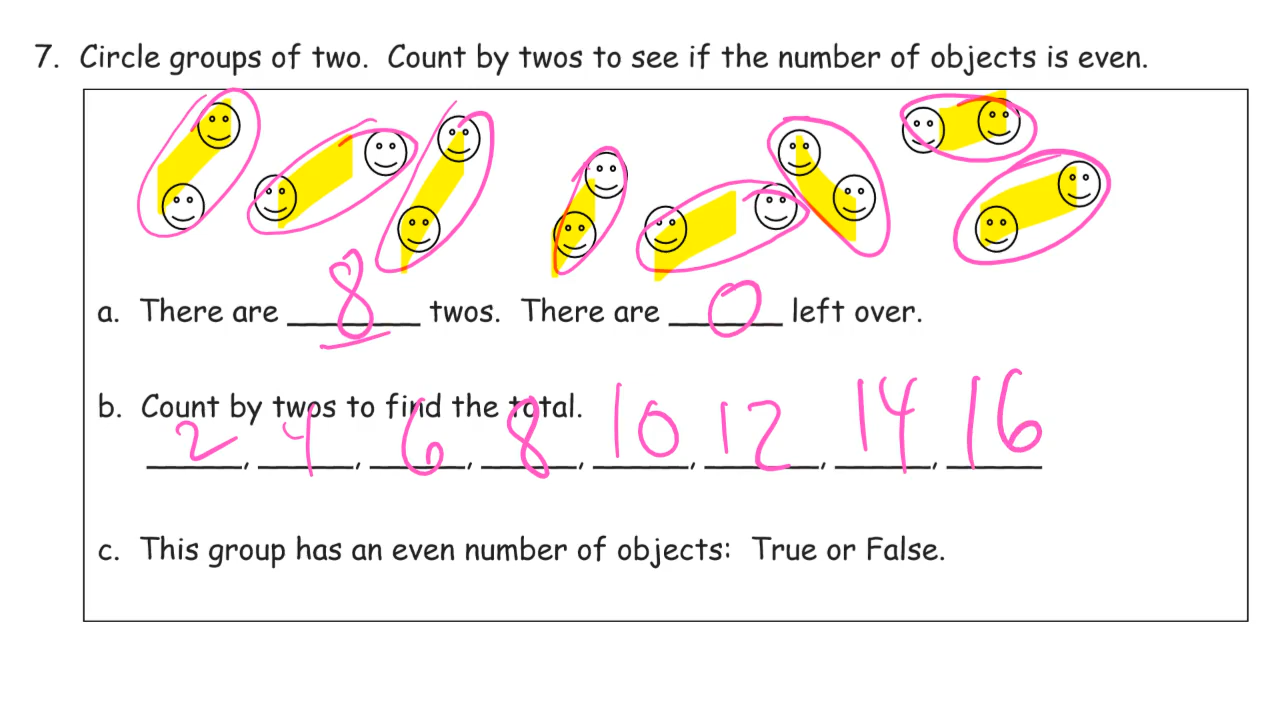 7. Circle groups of two. Count by twos to see if the number of objects is even.
a. There are 8 twos. There are 0 left over.
b. Count by twos to find the total.
2, 4, 6, 8, 10, 12, 14, 16
c. This group has an even number of objects: True or False.